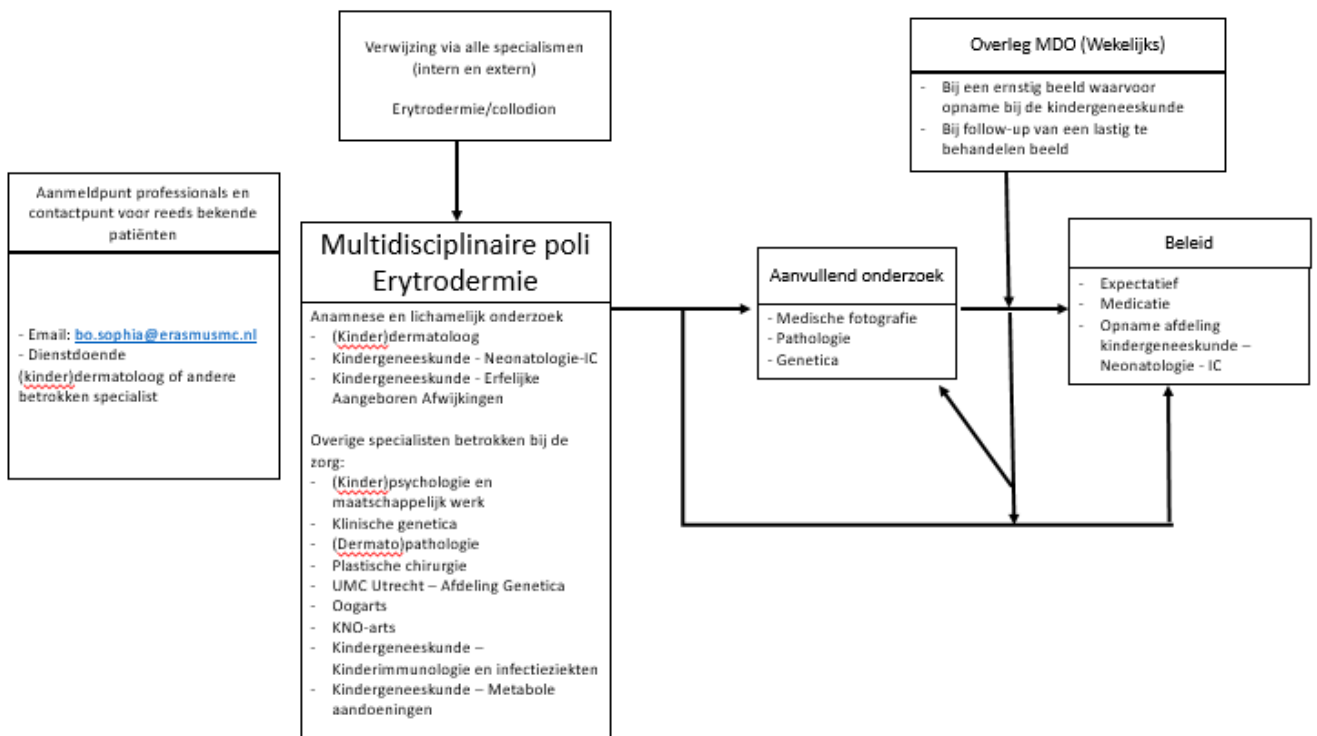 Verwijzing via alle specialismen
(intern en extern)
Erytrodermie/collodion
Overleg MDO (Wekelijks)
- Bij een ernstig beeld waarvoor
opname bij de kindergeneeskunde
- Bij follow-up van een lastig te
behandelen beeld
Aanmeldpunt professionals en
contactpunt voor reeds bekende
patiënten
- Email: bo.sophia@erasmusmc.nl
- Dienstdoende
(kinder)dermatoloog of andere
betrokken specialist
Multidisciplinaire poli
Erytrodermie
Anamnese en lichamelijk onderzoek
- (Kinder)dermatoloog
- Kindergeneeskunde - Neonatologie-IC
- Kindergeneeskunde - Erfelijke
Aangeboren Afwijkingen
Overige specialisten betrokken bij de
zorg:
- (Kinder)psychologie en
maatschappelijk werk
- Klinische genetica
- (Dermato)pathologie
- Plastische chirurgie
- UMC Utrecht – Afdeling Genetica
- Oogarts
- KNO-arts
- Kindergeneeskunde –
Kinderimmunologie en infectieziekten
- Kindergeneeskunde – Metabole
aandoeningen
Aanvullend onderzoek
- Medische fotografie
- Pathologie
- Genetica
Beleid
- Expectatief
- Medicatie
- Opname afdeling
kindergeneeskunde –
Neonatologie - IC